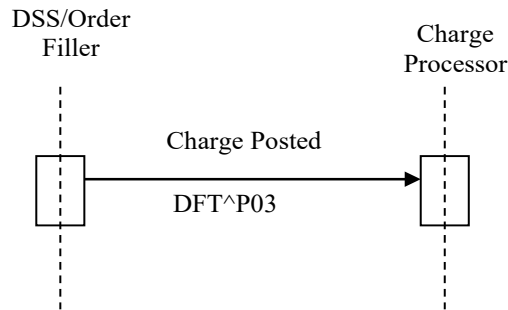 DSS/Order
Filler
Charge
Processor
Charge Posted
DFT^P03